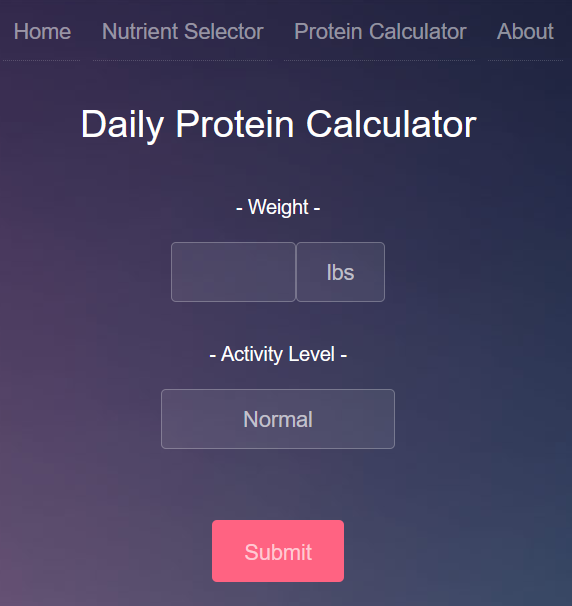 Home Nutrient Selector Protein Calculator About
Daily Protein Calculator
- Weight -
lbs
- Activity Level -
Normal
Submit